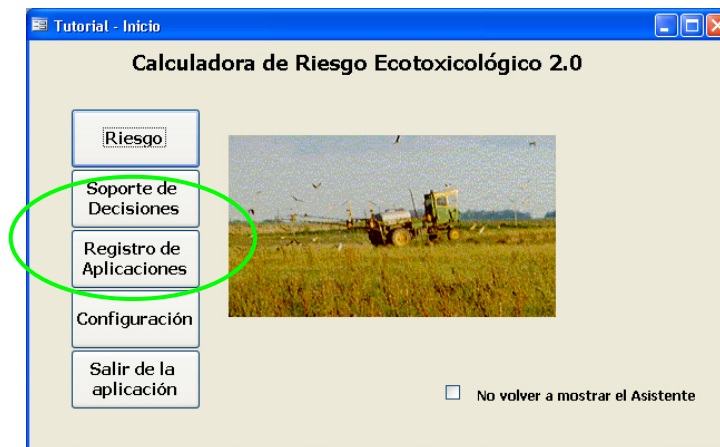 Tutorial - Inicio
Calculadora de Riesgo Ecotoxicológico 2.0
Riesgo
Soporte de
Decisiones
Registro de
Aplicaciones
Configuración
Salir de la
aplicación
No volver a mostrar el Asistente